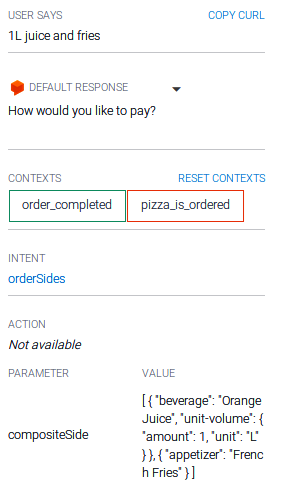 USER SAYS COPY CURL
1L juice and fries
DEFAULT RESPONSE
How would you like to pay?
CONTEXTS RESET CONTEXTS
order_completed pizza_is_ordered
INTENT
orderSides
ACTION
Not available
PARAMETER VALUE
[ { "beverage": "Orange
Juice", "unit-volume": {
compositeSide "amount": 1, "unit": "L"
} }, { "appetizer": "Frenc
h Fries" } ]